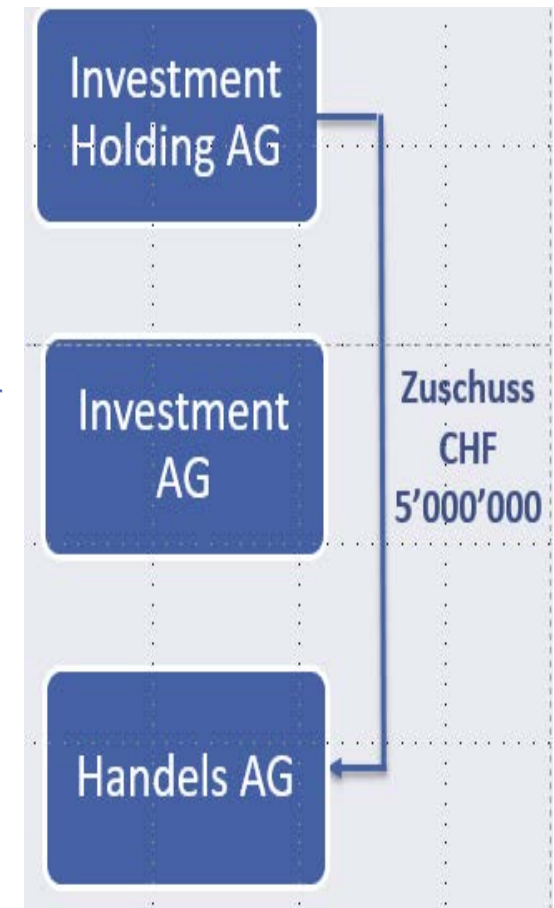 Investment
Holding AG
Investment
AG
Zuschuss
CHF
5’000’000
Handels AG